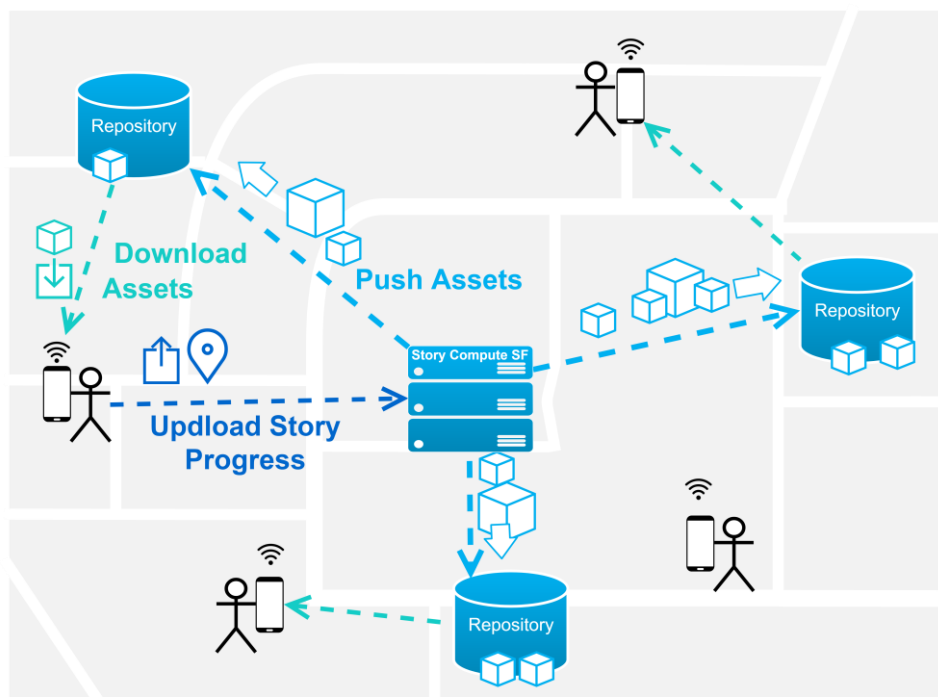 Repository
Download
Assets
Push Assets
Repository
Story Compute SF
Updload Story
Progress
Repository